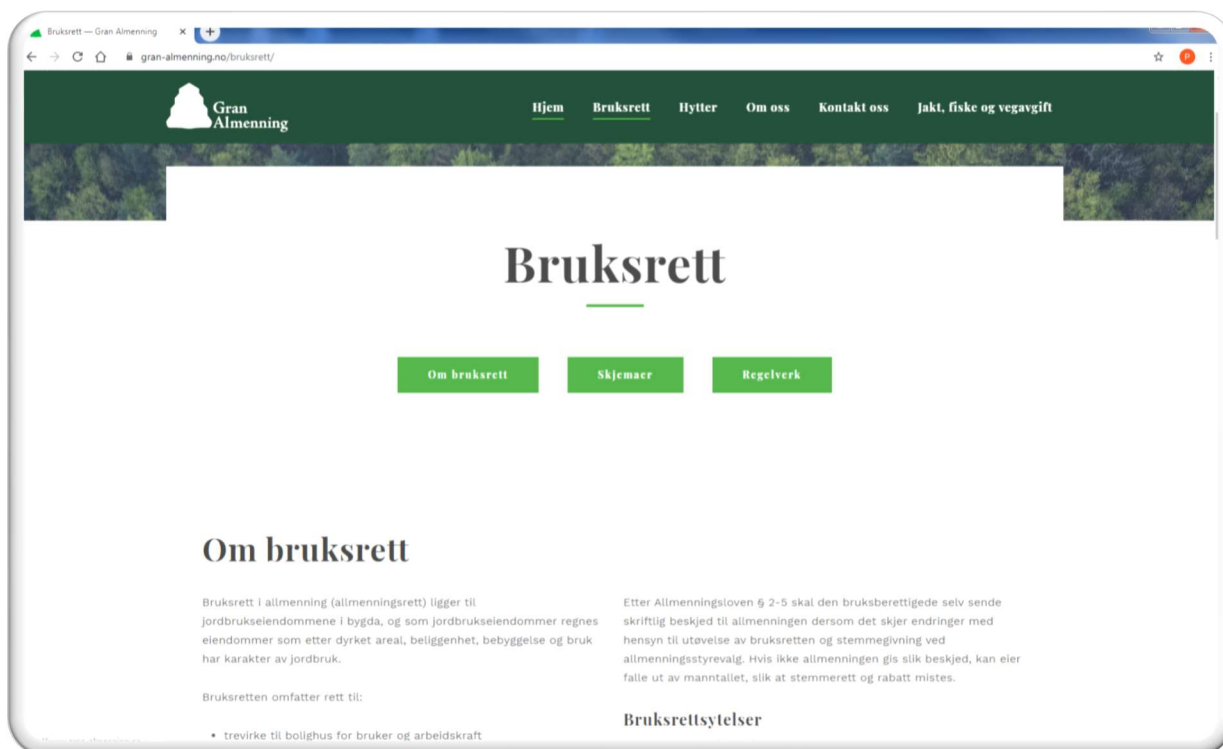 Bruksrett — Gran Almenning
gran-almenning.no/bruksrett/
P
Gran
Almenning
Hjem Bruksrett Hytter Om oss Kontakt oss Jakt, fiske og vegavgift
Bruksrett
Om bruksrett Skjemaer Regelverk
Om bruksrett
Bruksrett i allmenning (allmenningsrett) ligger til
jordbrukseiendommene i bygda, og som jordbrukseiendommer regnes
eiendommer som etter dyrket areal, beliggenhet, bebyggelse og bruk
har karakter av jordbruk.
Bruksretten omfatter rett til:
• trevirke til bolighus for bruker og arbeidskraft
Etter Allmenningsloven § 2-5 skal den bruksberettigede selv sende
skriftlig beskjed til allmenningen dersom det skjer endringer med
hensyn til utøvelse av bruksretten og stemmegivning ved
allmenningsstyrevalg. Hvis ikke allmenningen gis slik beskjed, kan eier
falle ut av manntallet, slik at stemmerett og rabatt mistes.
Bruksrettsytelser